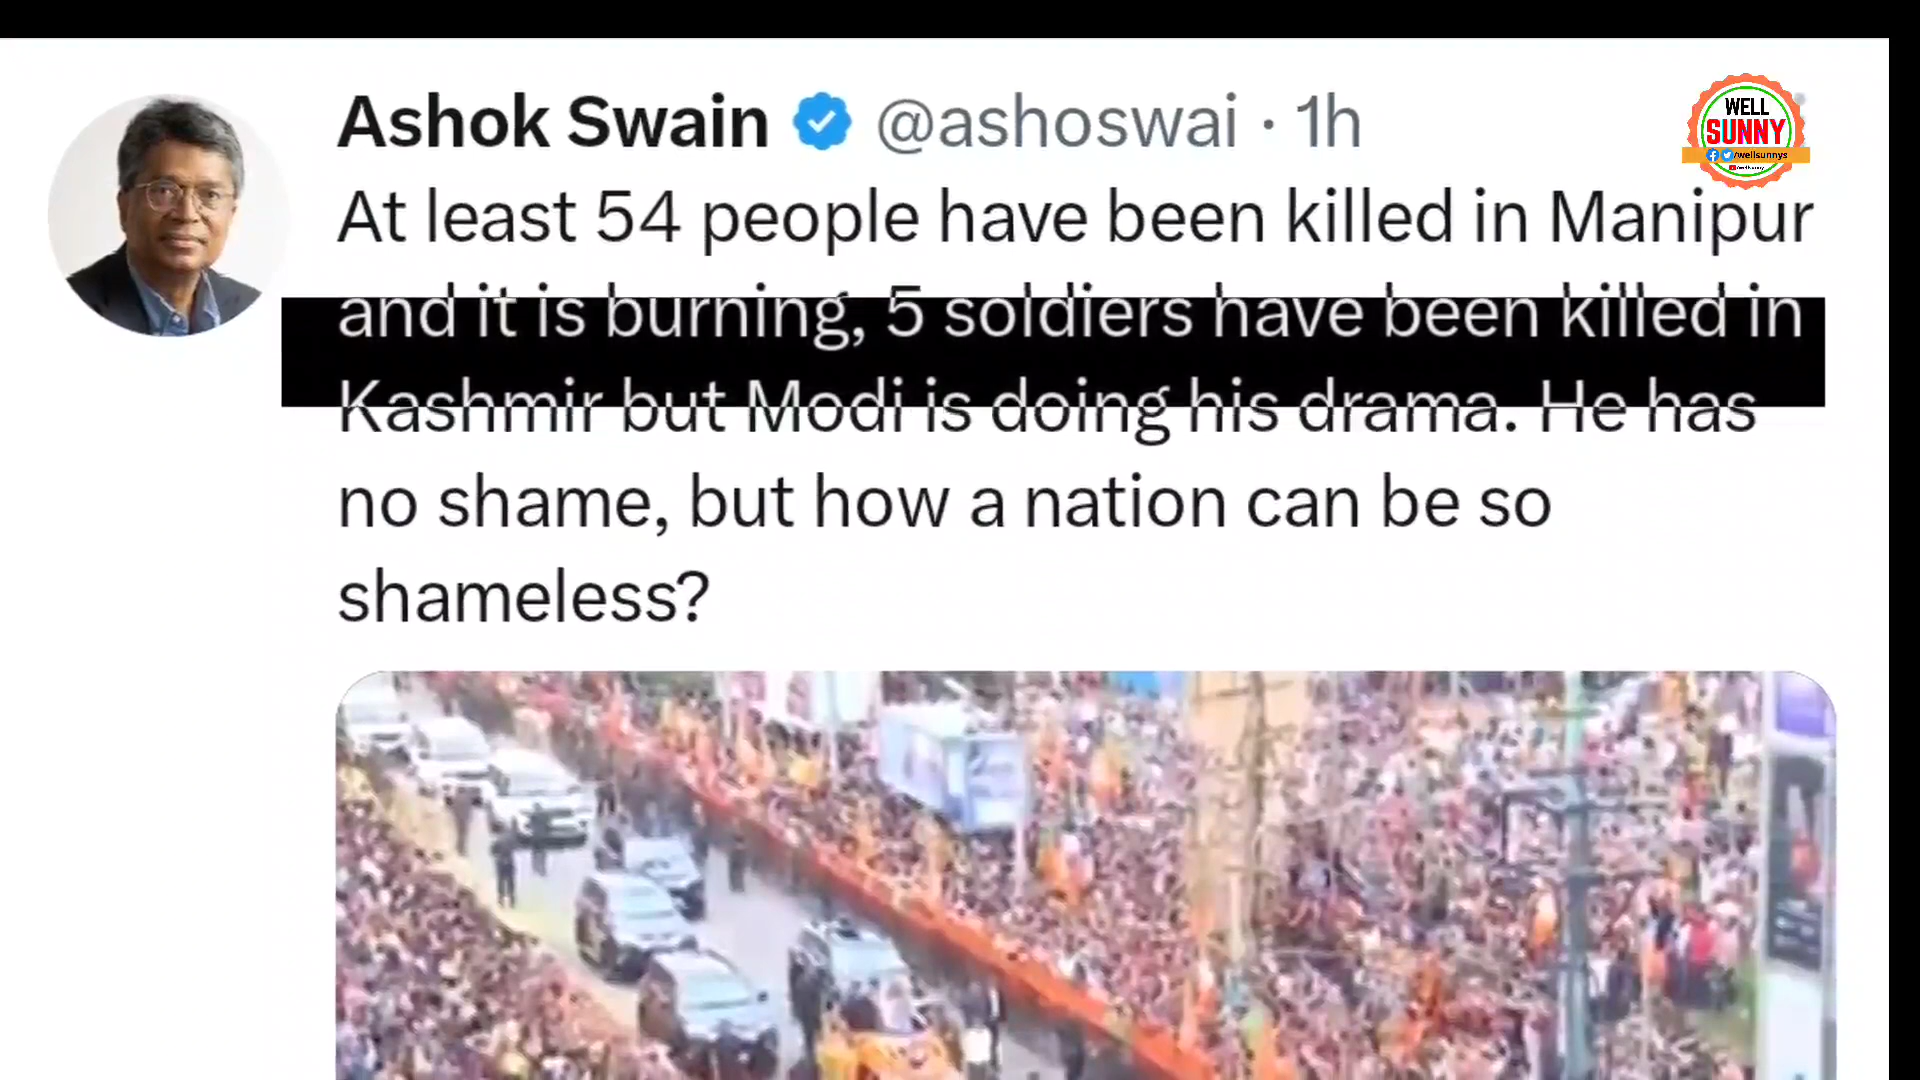 Ashok Swain @ashoswai · 1h
At least 54 people have been killed in Manipur
and it is burning, 5 soldiers have been killed in
Kashmir but Modi is doing his drama. He has
no shame, but how a nation can be so
shameless?
WELL
SUNNY
/wellsunnys